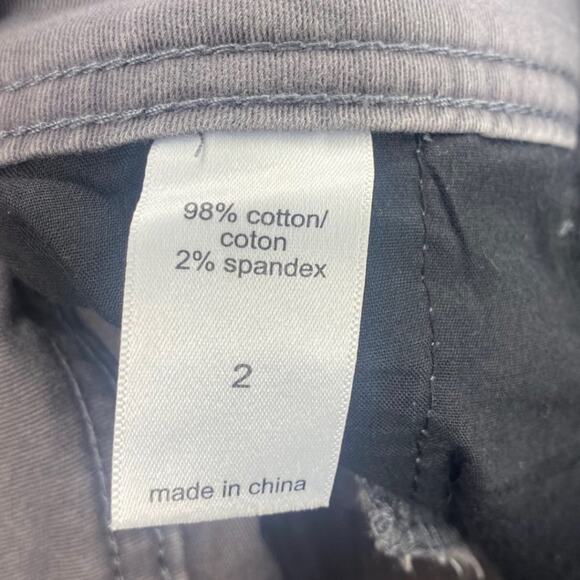 98% cotton/
coton
2% spandex
2
made in china